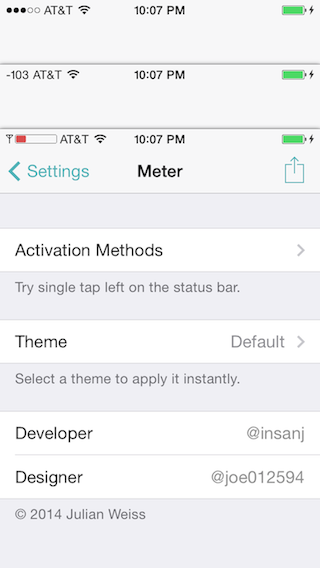 AT&T 10:07 PM
-103 AT&T 10:07 PM
AT&T 10:07 PM
Settings Meter
Activation Methods
Try single tap left on the status bar.
Theme Default
Select a theme to apply it instantly.
Developer @insanj
Designer @joe012594
© 2014 Julian Weiss